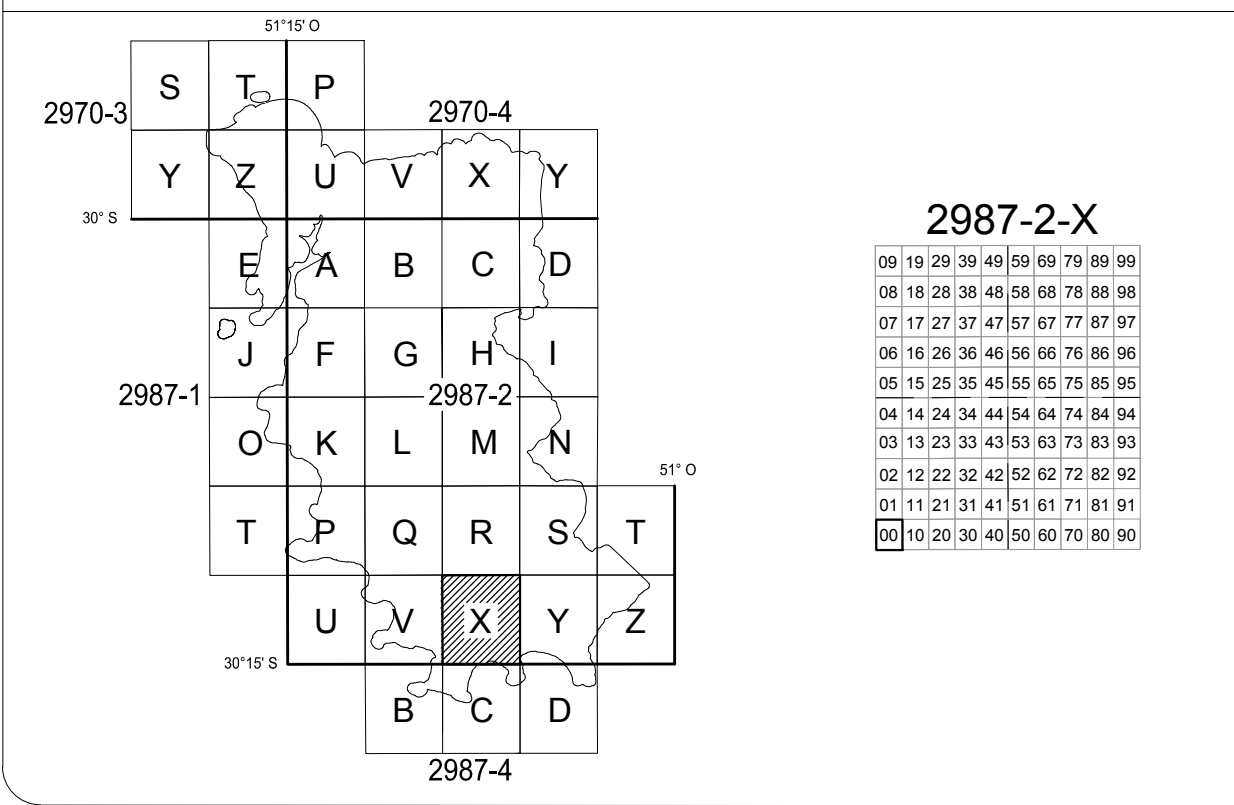 51°15' O
S T P
2970-3
2970-4
Y Z U V X Y
30° S
E A B C D
J F G H I
2987-1
2987-2
O K L M N
51° O
T P Q R S T
U V X Y Z
30°15' S
B C D
2987-4
2987-2-X
09 19 29 39 49 59 69 79 89 99
08 18 28 38 48 58 68 78 88 98
07 17 27 37 47 57 67 77 87 97
06 16 26 36 46 56 66 76 86 96
05 15 25 35 45 55 65 75 85 95
04 14 24 34 44 54 64 74 84 94
03 13 23 33 43 53 63 73 83 93
02 12 22 32 42 52 62 72 82 92
01 11 21 31 41 51 61 71 81 91
00 10 20 30 40 50 60 70 80 90